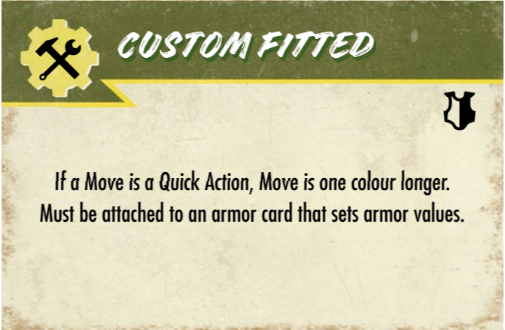 CUSTOM FITTED
If a Move is a Quick Action, Move is one colour longer.
Must be attached to an armor card that sets armor values.